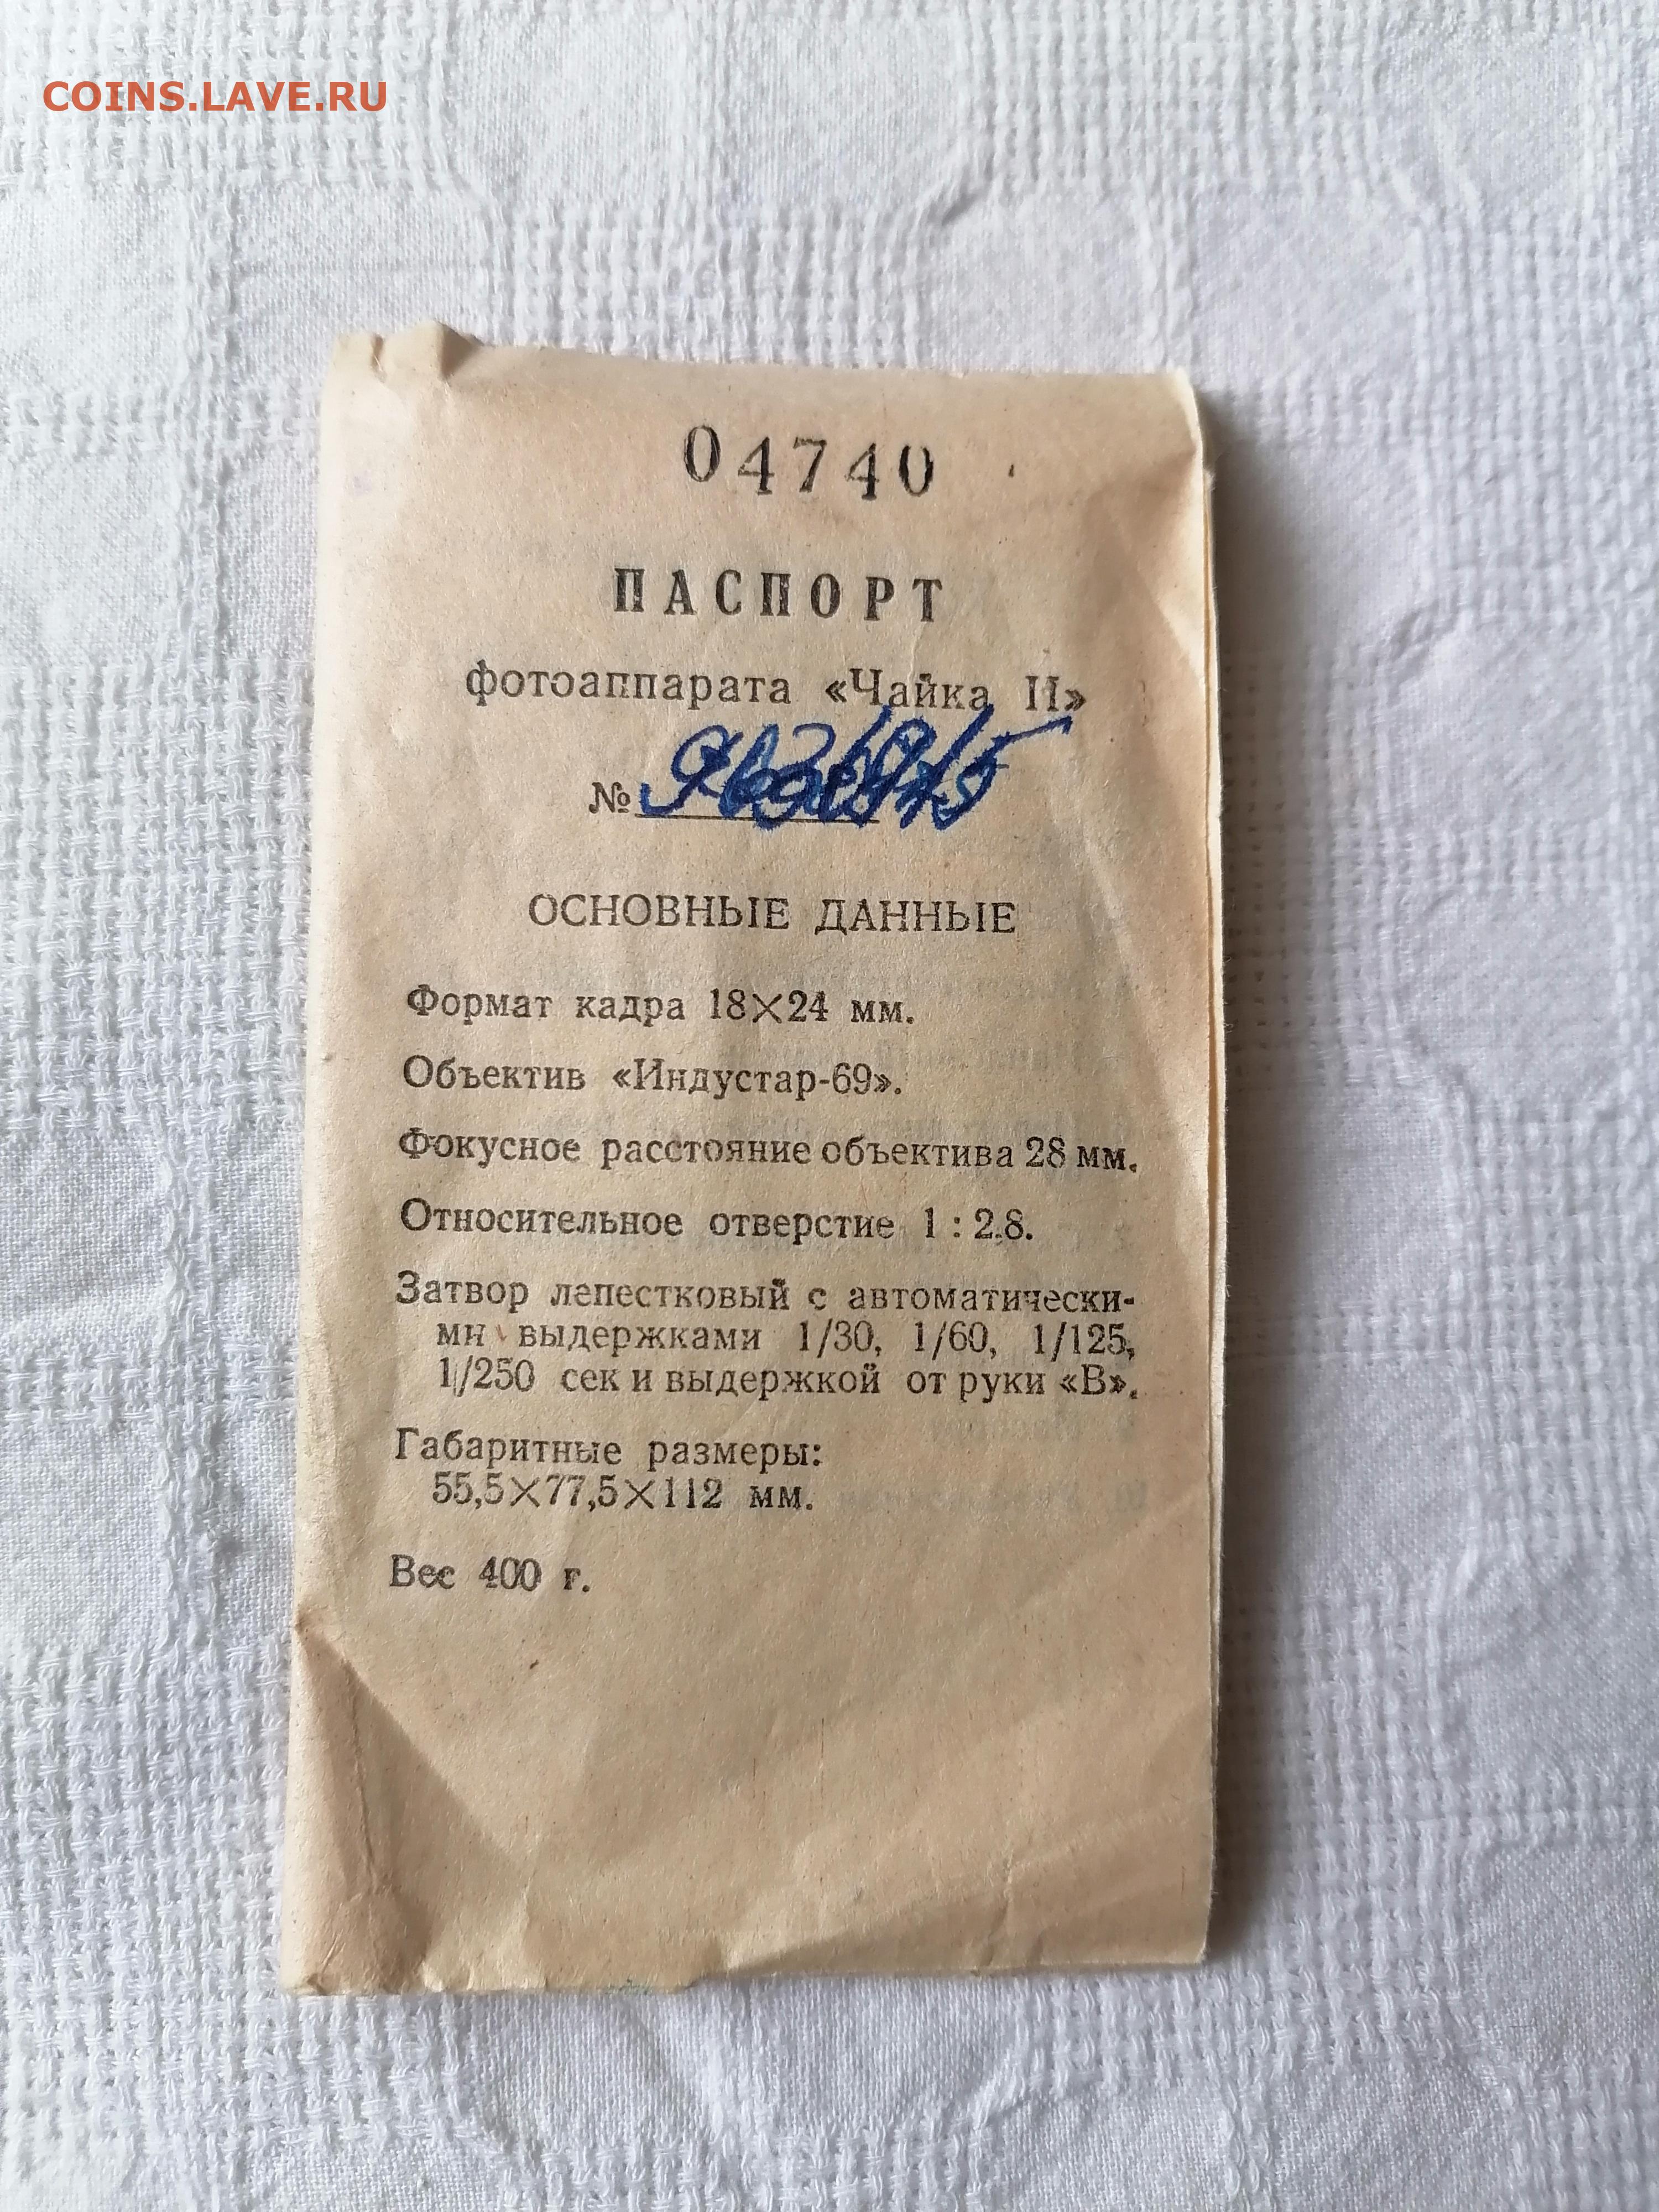 COINS.LAVE.RU
04740
ПАСПОРТ
фотоаппарата «Чайка II»
№
ОСНОВНЫЕ ДАННЫЕ
Формат кадра 18×24 мм.
Объектив «Индустар-69».
Фокусное расстояние объектива 28 мм.
Относительное отверстие 1 : 2,8.
Затвор лепестковый с автоматически-
ми выдержками 1/30, 1/60, 1/125,
1/250 сек и выдержкой от руки «В».
Габаритные размеры:
55,5×77,5×112 мм.
Вес 400 г.